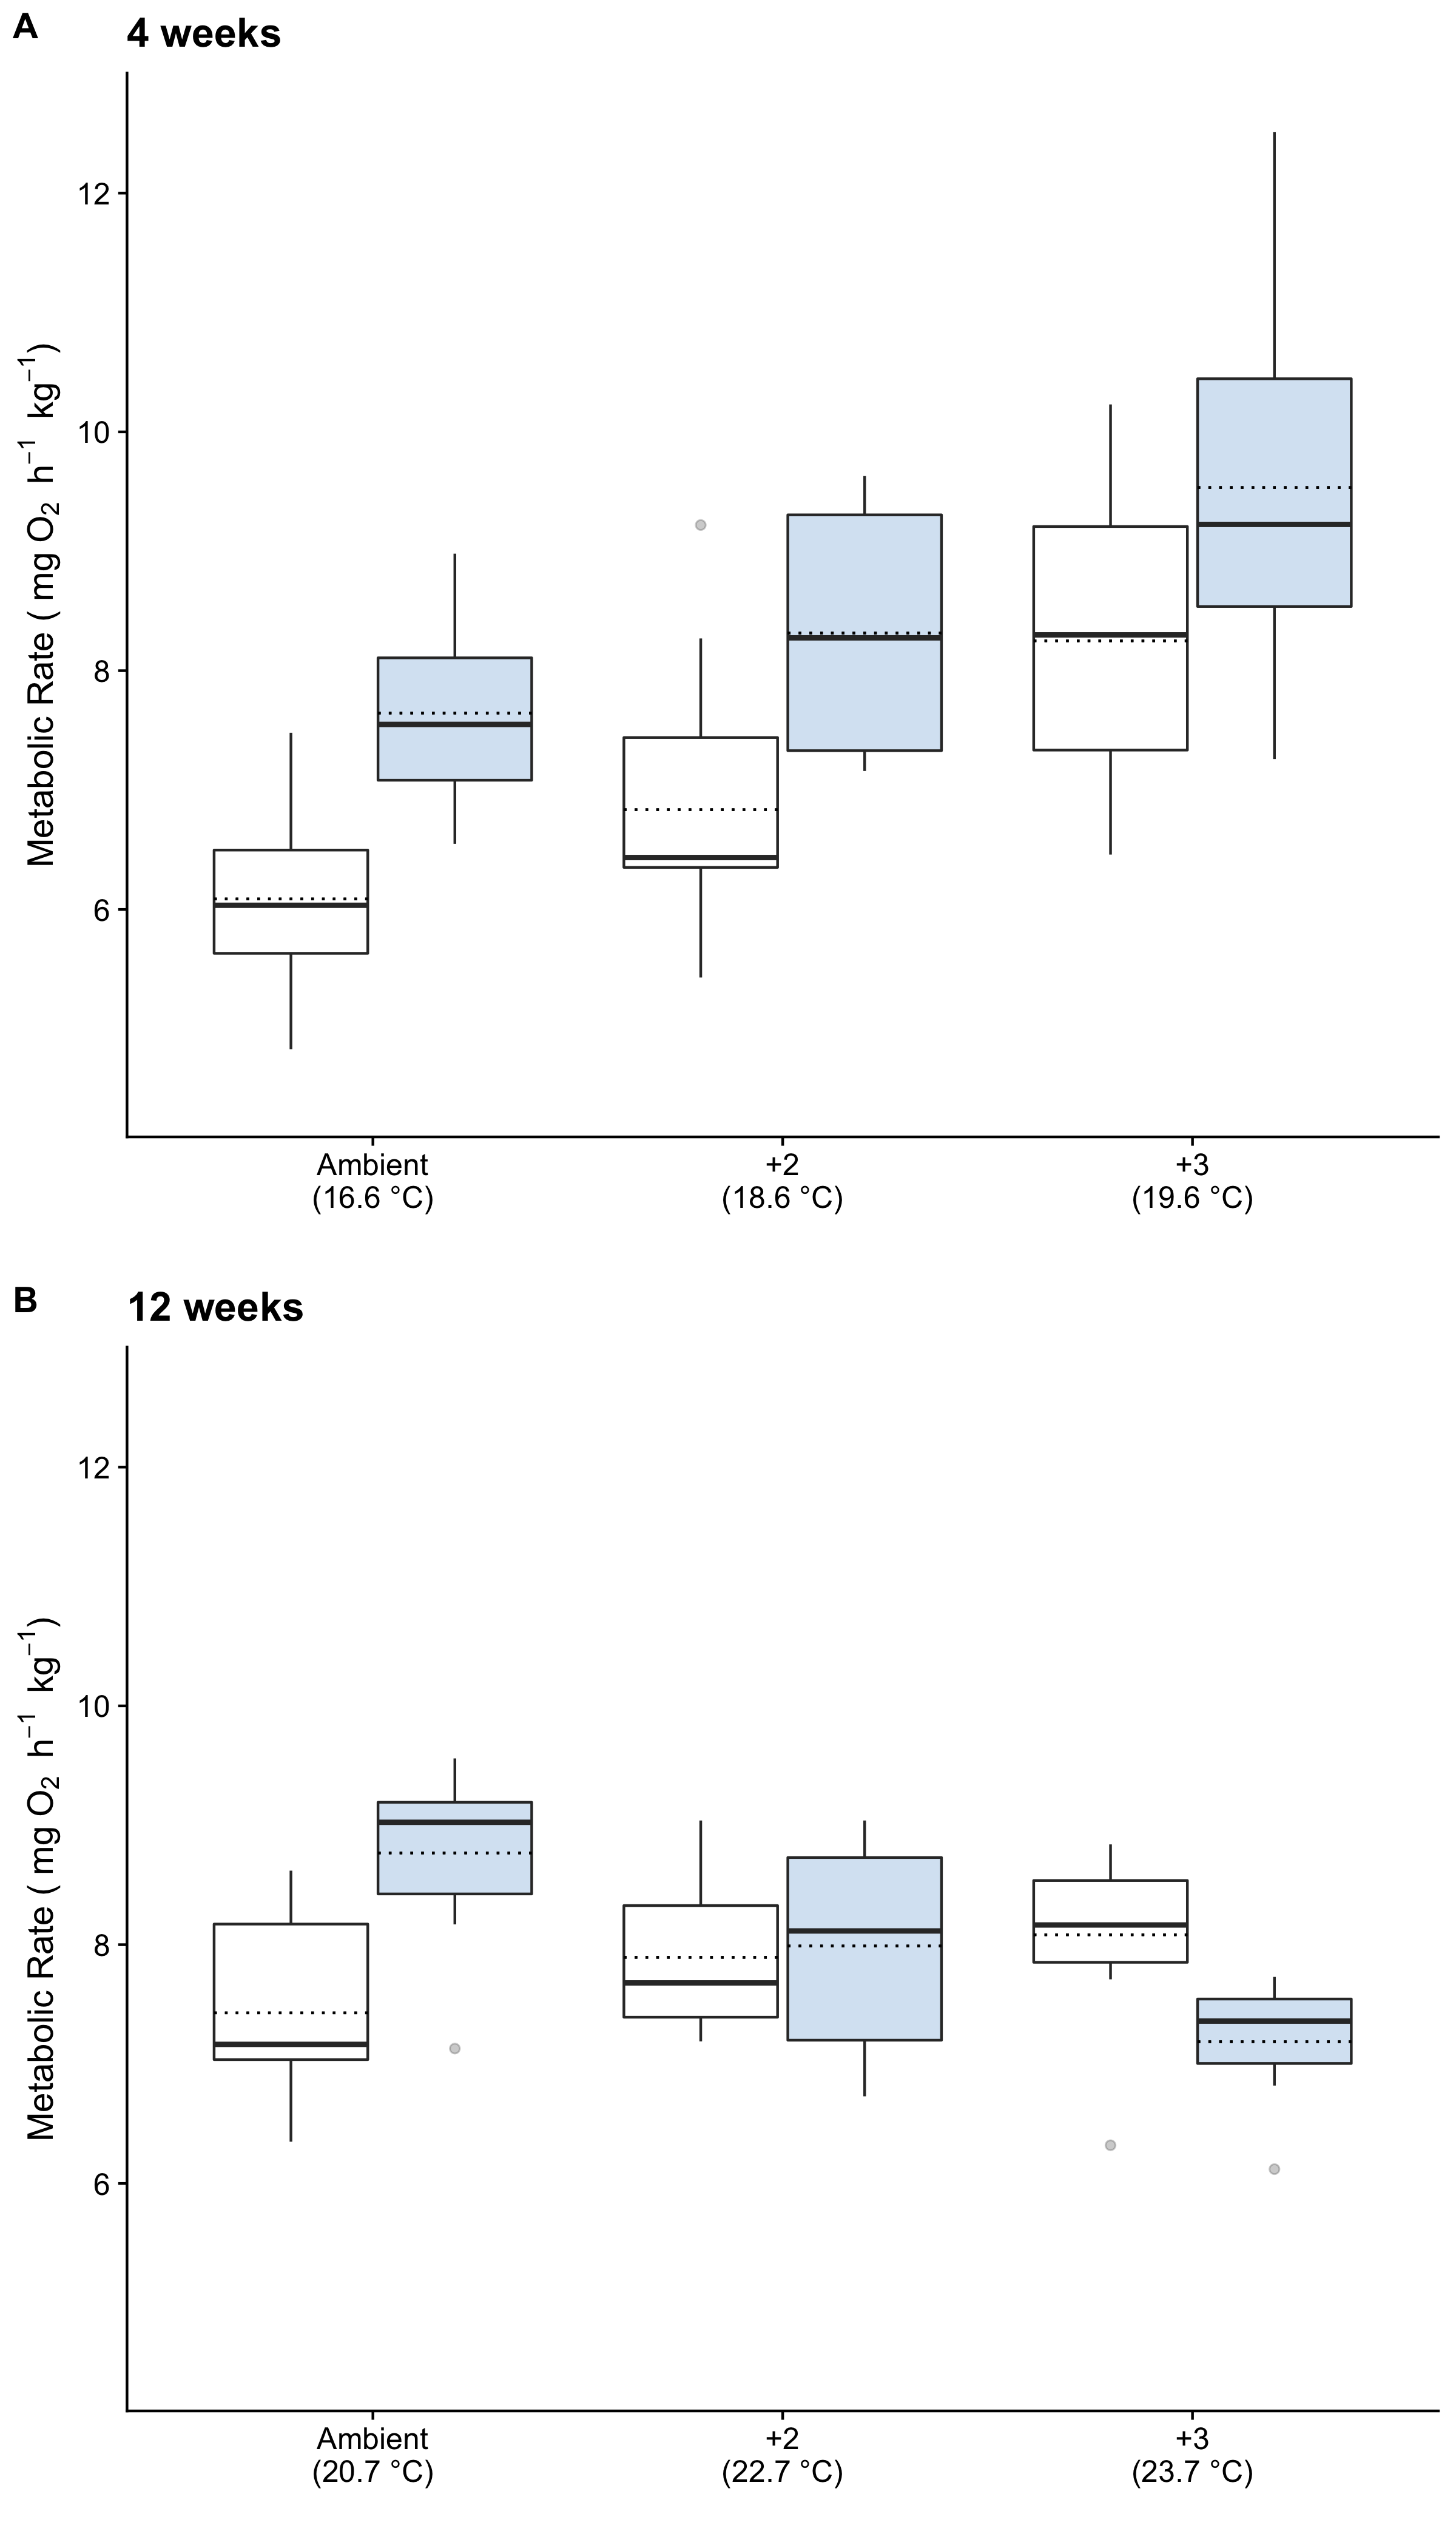 A
4 weeks
12
10
8
6
Metabolic Rate ( mg O₂ h⁻¹ kg⁻¹)
Ambient
(16.6 °C)
+2
(18.6 °C)
+3
(19.6 °C)
B
12 weeks
12
10
8
6
Metabolic Rate ( mg O₂ h⁻¹ kg⁻¹)
Ambient
(20.7 °C)
+2
(22.7 °C)
+3
(23.7 °C)